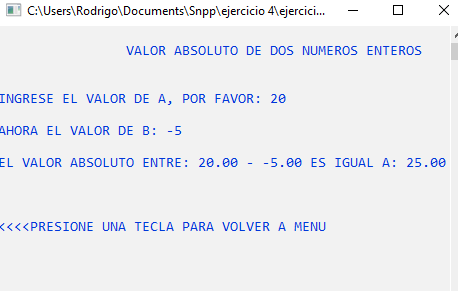 C:\Users\Rodrigo\Documents\Snpp\ejercicio 4\ejercici...
VALOR ABSOLUTO DE DOS NUMEROS ENTEROS
INGRESE EL VALOR DE A, POR FAVOR: 20
AHORA EL VALOR DE B: -5
EL VALOR ABSOLUTO ENTRE: 20.00 - -5.00 ES IGUAL A: 25.00
<<<<PRESIONE UNA TECLA PARA VOLVER A MENU